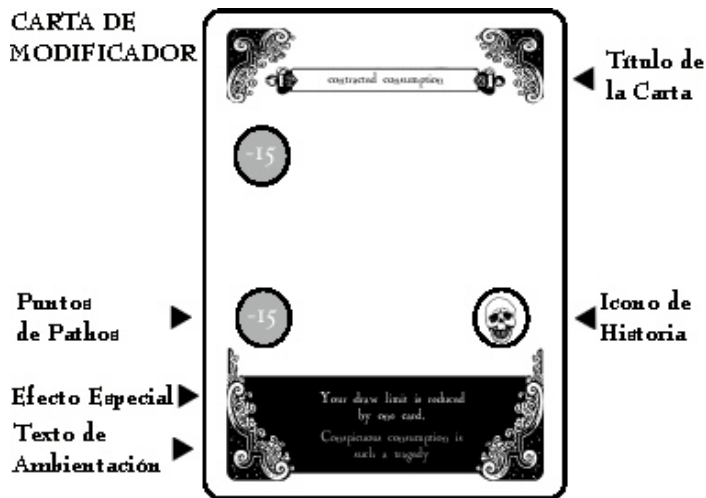 CARTA DE
MODIFICADOR
contracted consumption
Título de
la Carta
-15
Puntos
de Pathos
-15
Icono de
Historia
Efecto Especial
Your draw limit is reduced
by one card.
Texto de
Ambientación
Conspicuous consumption is
such a tragedy